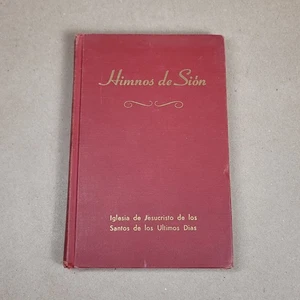 Himnos de Sión
Iglesia de Jesucristo de los
Santos de los Ultimos Dias